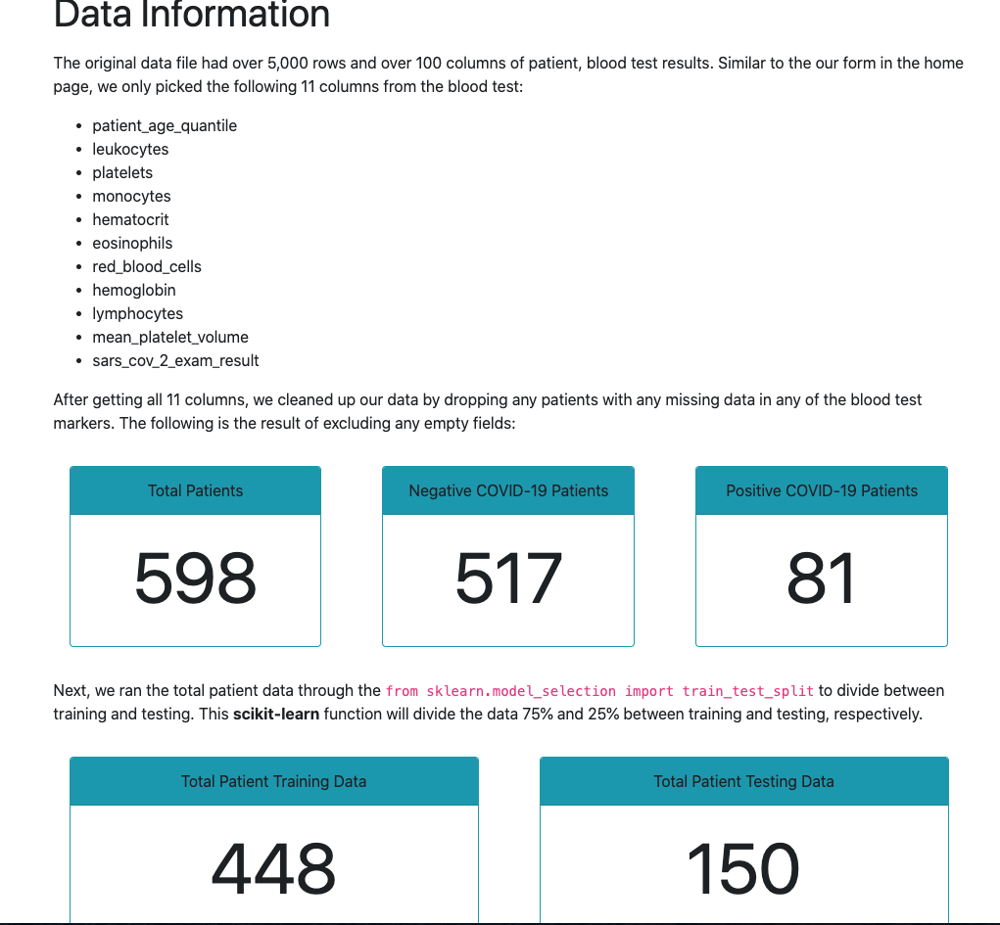 Data Information
The original data file had over 5,000 rows and over 100 columns of patient, blood test results. Similar to the our form in the home
page, we only picked the following 11 columns from the blood test:
• patient_age_quantile
• leukocytes
• platelets
• monocytes
• hematocrit
• eosinophils
• red_blood_cells
• hemoglobin
• lymphocytes
• mean_platelet_volume
• sars_cov_2_exam_result
After getting all 11 columns, we cleaned up our data by dropping any patients with any missing data in any of the blood test
markers. The following is the result of excluding any empty fields:
Total Patients
598
Negative COVID-19 Patients
517
Positive COVID-19 Patients
81
Next, we ran the total patient data through the from sklearn.model_selection import train_test_split to divide between
training and testing. This scikit-learn function will divide the data 75% and 25% between training and testing, respectively.
Total Patient Training Data
448
Total Patient Testing Data
150